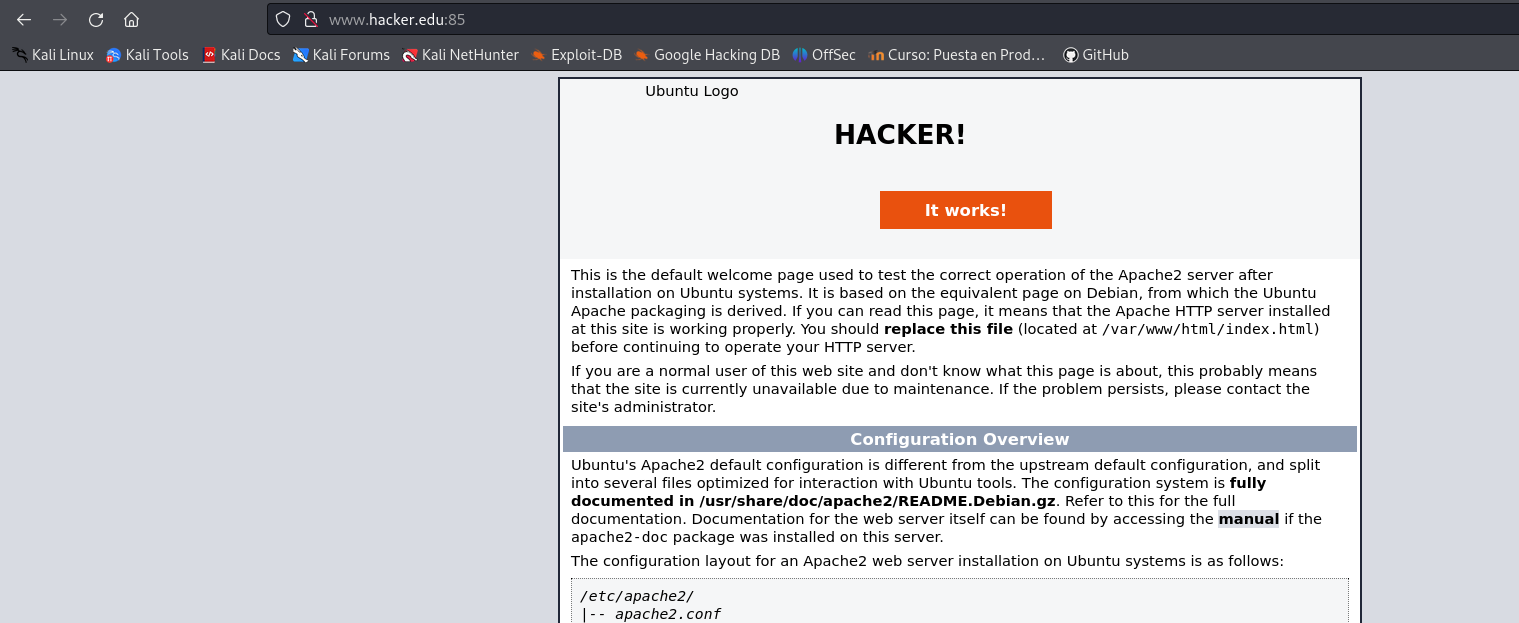 www.hacker.edu:85
Kali Linux Kali Tools Kali Docs Kali Forums Kali NetHunter Exploit-DB Google Hacking DB OffSec Curso: Puesta en Prod… GitHub
Ubuntu Logo
HACKER!
It works!
This is the default welcome page used to test the correct operation of the Apache2 server after
installation on Ubuntu systems. It is based on the equivalent page on Debian, from which the Ubuntu
Apache packaging is derived. If you can read this page, it means that the Apache HTTP server installed
at this site is working properly. You should replace this file (located at /var/www/html/index.html)
before continuing to operate your HTTP server.
If you are a normal user of this web site and don't know what this page is about, this probably means
that the site is currently unavailable due to maintenance. If the problem persists, please contact the
site's administrator.
Configuration Overview
Ubuntu's Apache2 default configuration is different from the upstream default configuration, and split
into several files optimized for interaction with Ubuntu tools. The configuration system is fully
documented in /usr/share/doc/apache2/README.Debian.gz. Refer to this for the full
documentation. Documentation for the web server itself can be found by accessing the manual if the
apache2-doc package was installed on this server.
The configuration layout for an Apache2 web server installation on Ubuntu systems is as follows:
/etc/apache2/
|-- apache2.conf